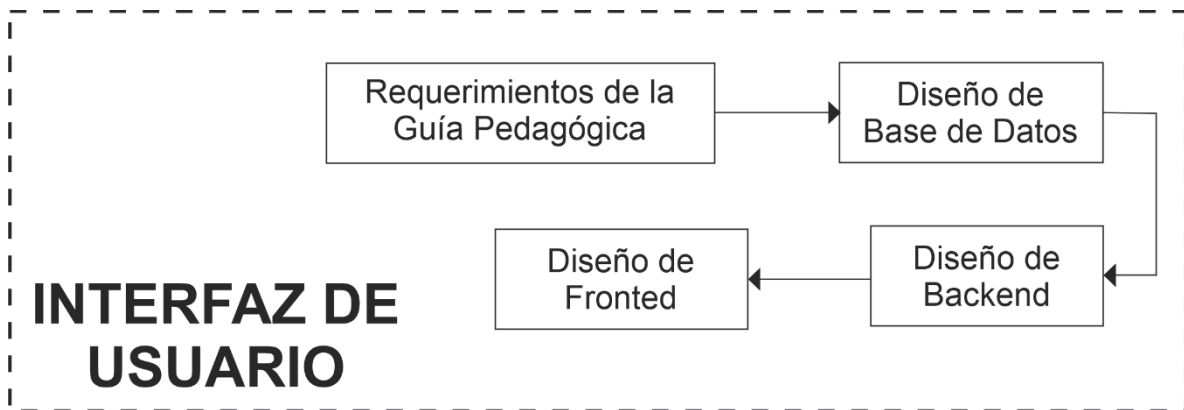 Requerimientos de la
Guía Pedagógica
Diseño de
Base de Datos
Diseño de
Backend
Diseño de
Fronted
INTERFAZ DE
USUARIO